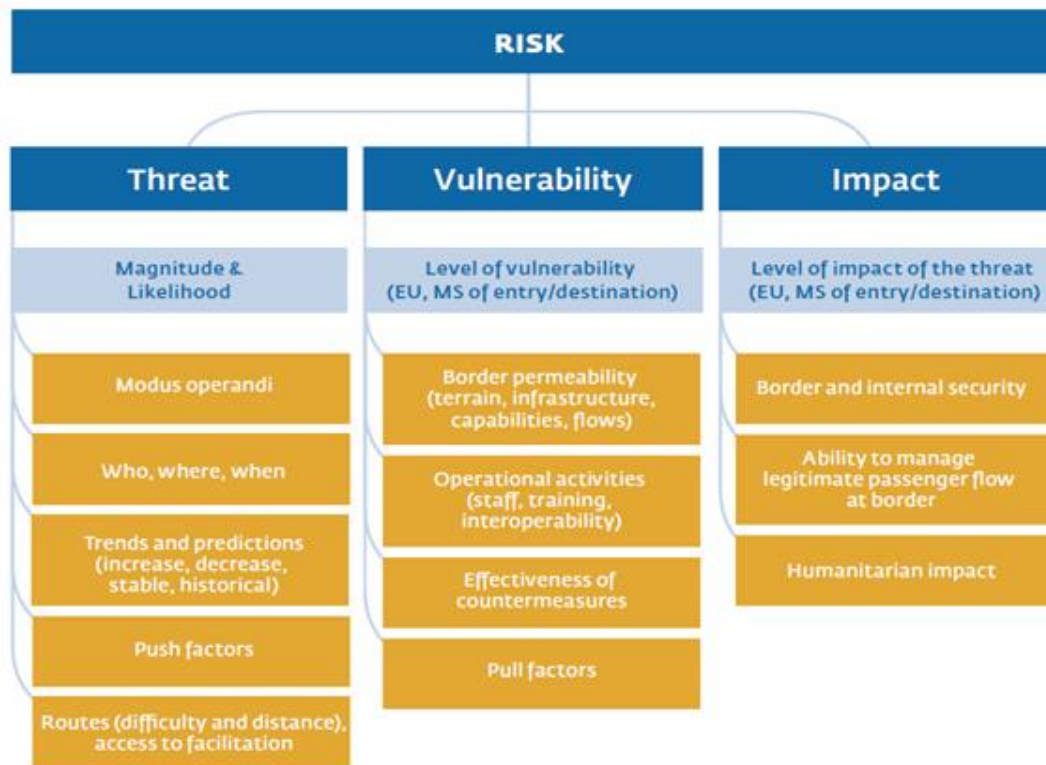 RISK
Threat
Magnitude &
Likelihood
Modus operandi
Who, where, when
Trends and predictions
(increase, decrease,
stable, historical)
Push factors
Routes (difficulty and distance),
access to facilitation
Vulnerability
Level of vulnerability
(EU, MS of entry/destination)
Border permeability
(terrain, infrastructure,
capabilities, flows)
Operational activities
(staff, training,
interoperability)
Effectiveness of
countermeasures
Pull factors
Impact
Level of impact of the threat
(EU, MS of entry/destination)
Border and internal security
Ability to manage
legitimate passenger flow
at border
Humanitarian impact